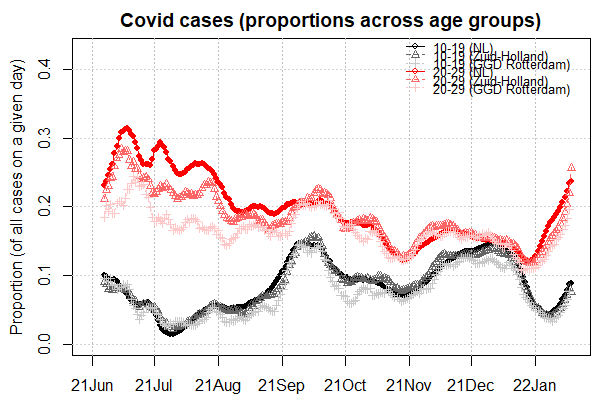 Covid cases (proportions across age groups)
10-19 (NL)
10-19 (Zuid-Holland)
10-19 (GGD Rotterdam)
20-29 (NL)
20-29 (Zuid-Holland)
20-29 (GGD Rotterdam)
Proportion (of all cases on a given day)
0.4
0.3
0.2
0.1
0.0
21Jun 21Jul 21Aug 21Sep 21Oct 21Nov 21Dec 22Jan